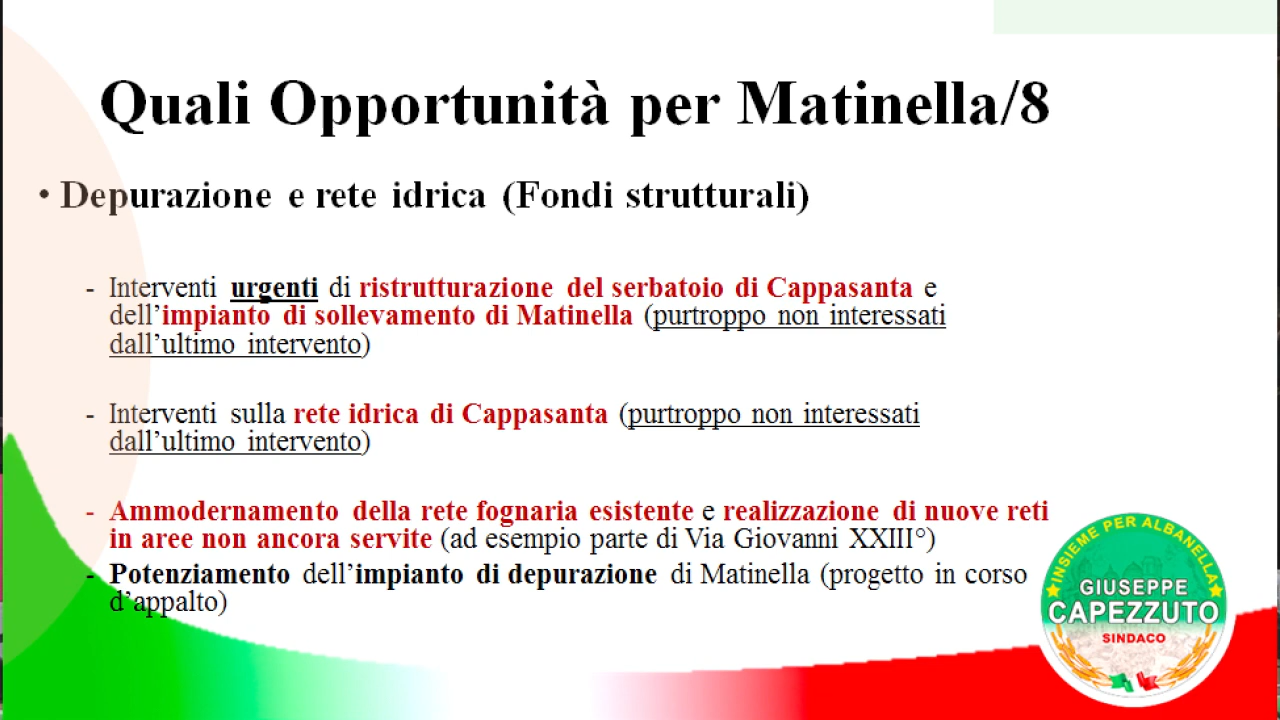 Quali Opportunità per Matinella/8
• Depurazione e rete idrica (Fondi strutturali)
- Interventi urgenti di ristrutturazione del serbatoio di Cappasanta e
dell’impianto di sollevamento di Matinella (purtroppo non interessati
dall’ultimo intervento)
- Interventi sulla rete idrica di Cappasanta (purtroppo non interessati
dall’ultimo intervento)
- Ammodernamento della rete fognaria esistente e realizzazione di nuove reti
in aree non ancora servite (ad esempio parte di Via Giovanni XXIII°)
- Potenziamento dell’impianto di depurazione di Matinella (progetto in corso
d’appalto)
INSIEME PER ALBANELLA
GIUSEPPE
CAPEZZUTO
SINDACO